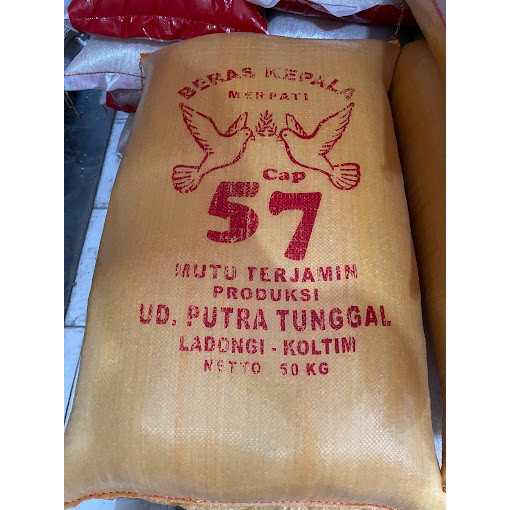 BERAS KEPALA
MERPATI
Cap
57
MUTU TERJAMIN
PRODUKSI
UD. PUTRA TUNGGAL
LADONGI - KOLTIM
NETTO 50 KG